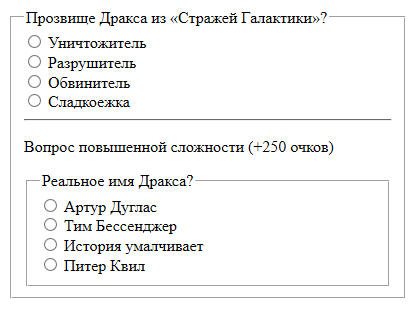 Прозвище Дракса из «Стражей Галактики»?
Уничтожитель
Разрушитель
Обвинитель
Сладкоежка
Вопрос повышенной сложности (+250 очков)
Реальное имя Дракса?
Артур Дуглас
Тим Бессенджер
История умалчивает
Питер Квил